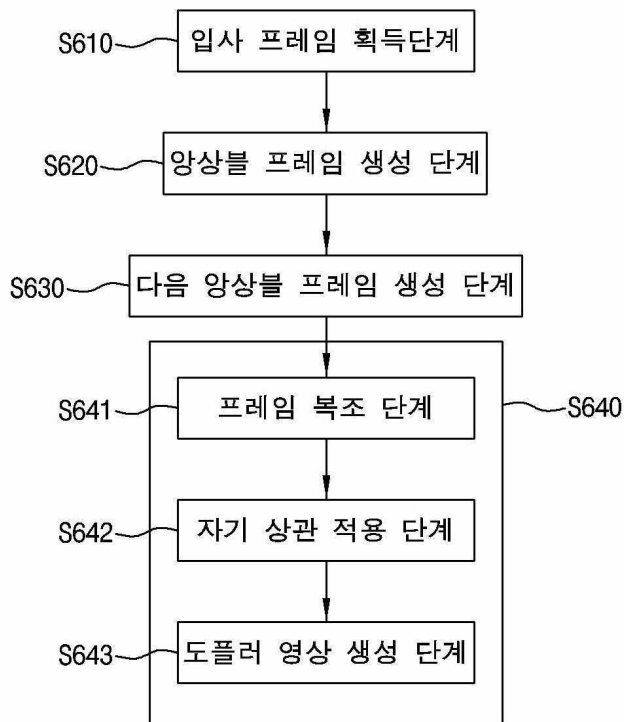 S610 입사 프레임 획득단계
S620 앙상블 프레임 생성 단계
S630 다음 앙상블 프레임 생성 단계
S641 프레임 복조 단계
S640
S642 자기 상관 적용 단계
S643 도플러 영상 생성 단계